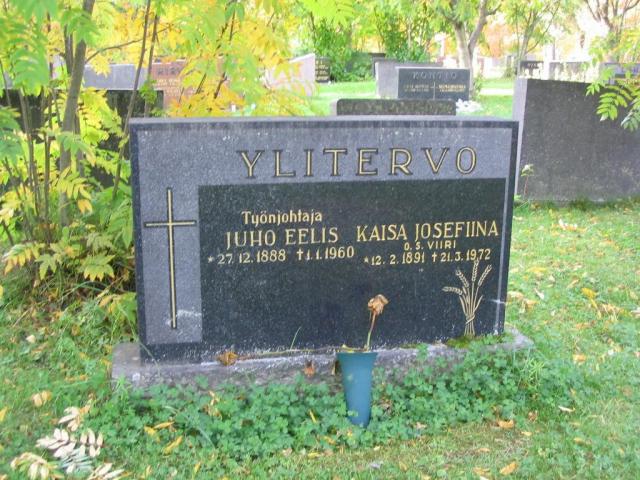 YLITERVO
Työnjohtaja
JUHO EELIS
*27.12.1888 †1.1.1960
KAISA JOSEFIINA
O.S. VIIRI
*12.2.1891 †21.3.1972
KONTIO